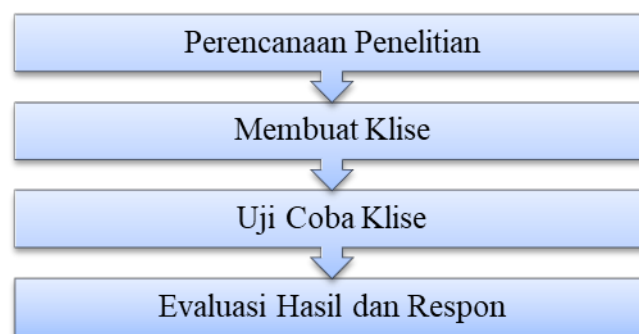 Perencanaan Penelitian
Membuat Klise
Uji Coba Klise
Evaluasi Hasil dan Respon